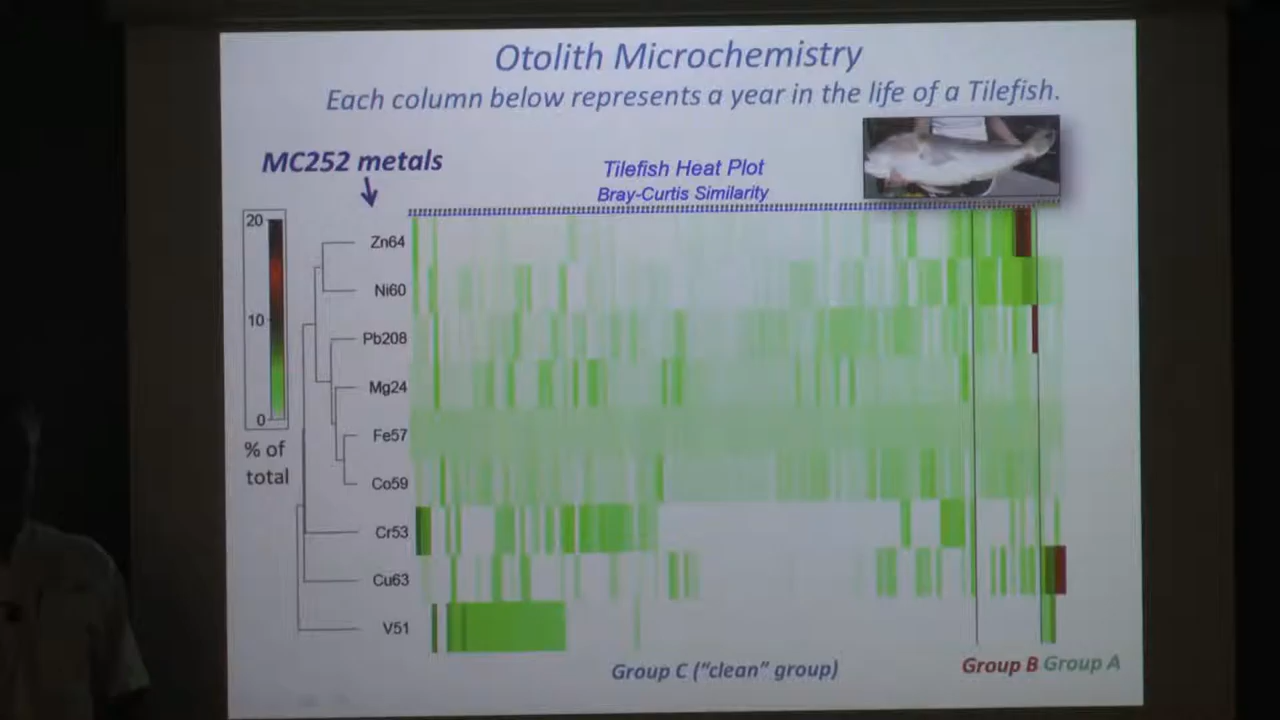 Otolith Microchemistry
Each column below represents a year in the life of a Tilefish.
MC252 metals
Tilefish Heat Plot
Bray-Curtis Similarity
20
10
0
% of
total
Zn64
Ni60
Pb208
Mg24
Fe57
Co59
Cr53
Cu63
V51
Group C ("clean" group)
Group B
Group A